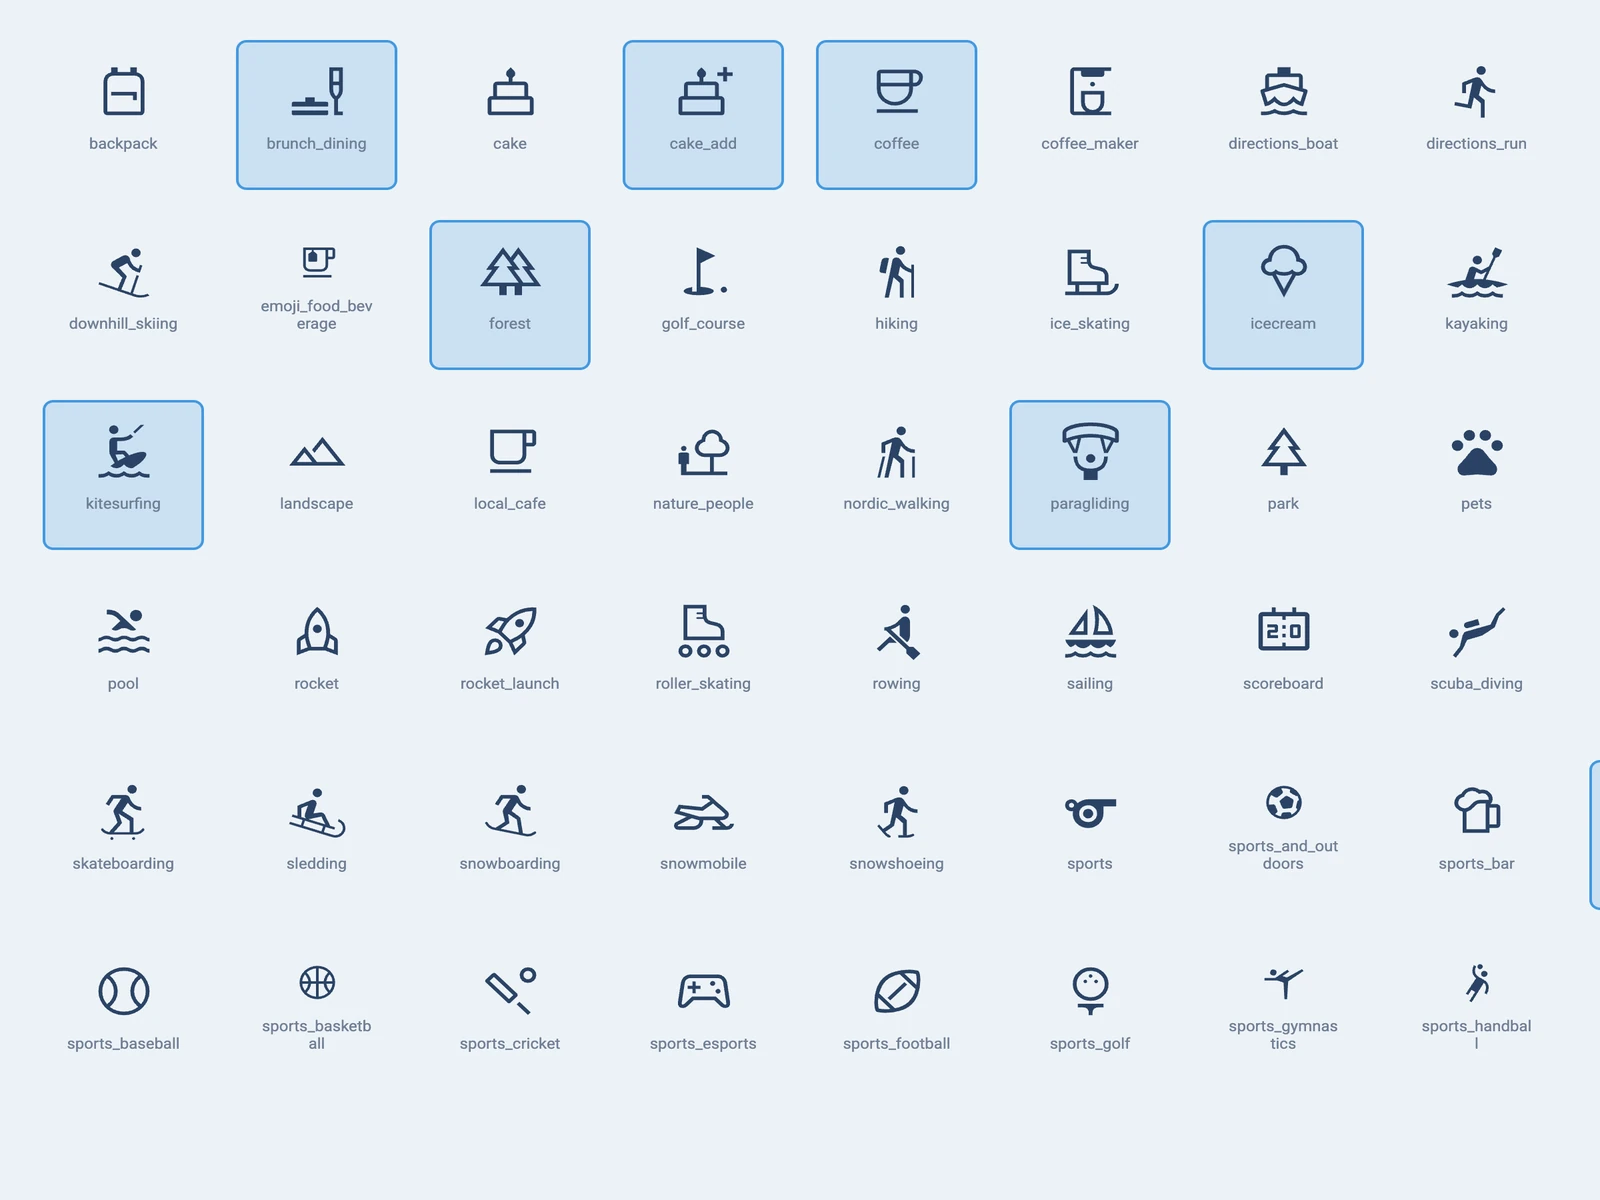 backpack
brunch_dining
cake
cake_add
coffee
coffee_maker
directions_boat
directions_run
downhill_skiing
emoji_food_bev
erage
forest
golf_course
hiking
ice_skating
icecream
kayaking
kitesurfing
landscape
local_cafe
nature_people
nordic_walking
paragliding
park
pets
pool
rocket
rocket_launch
roller_skating
rowing
sailing
2:0
scoreboard
scuba_diving
skateboarding
sledding
snowboarding
snowmobile
snowshoeing
sports
sports_and_out
doors
sports_bar
sports_baseball
sports_basketb
all
sports_cricket
sports_esports
sports_football
sports_golf
sports_gymnas
tics
sports_handbal
l